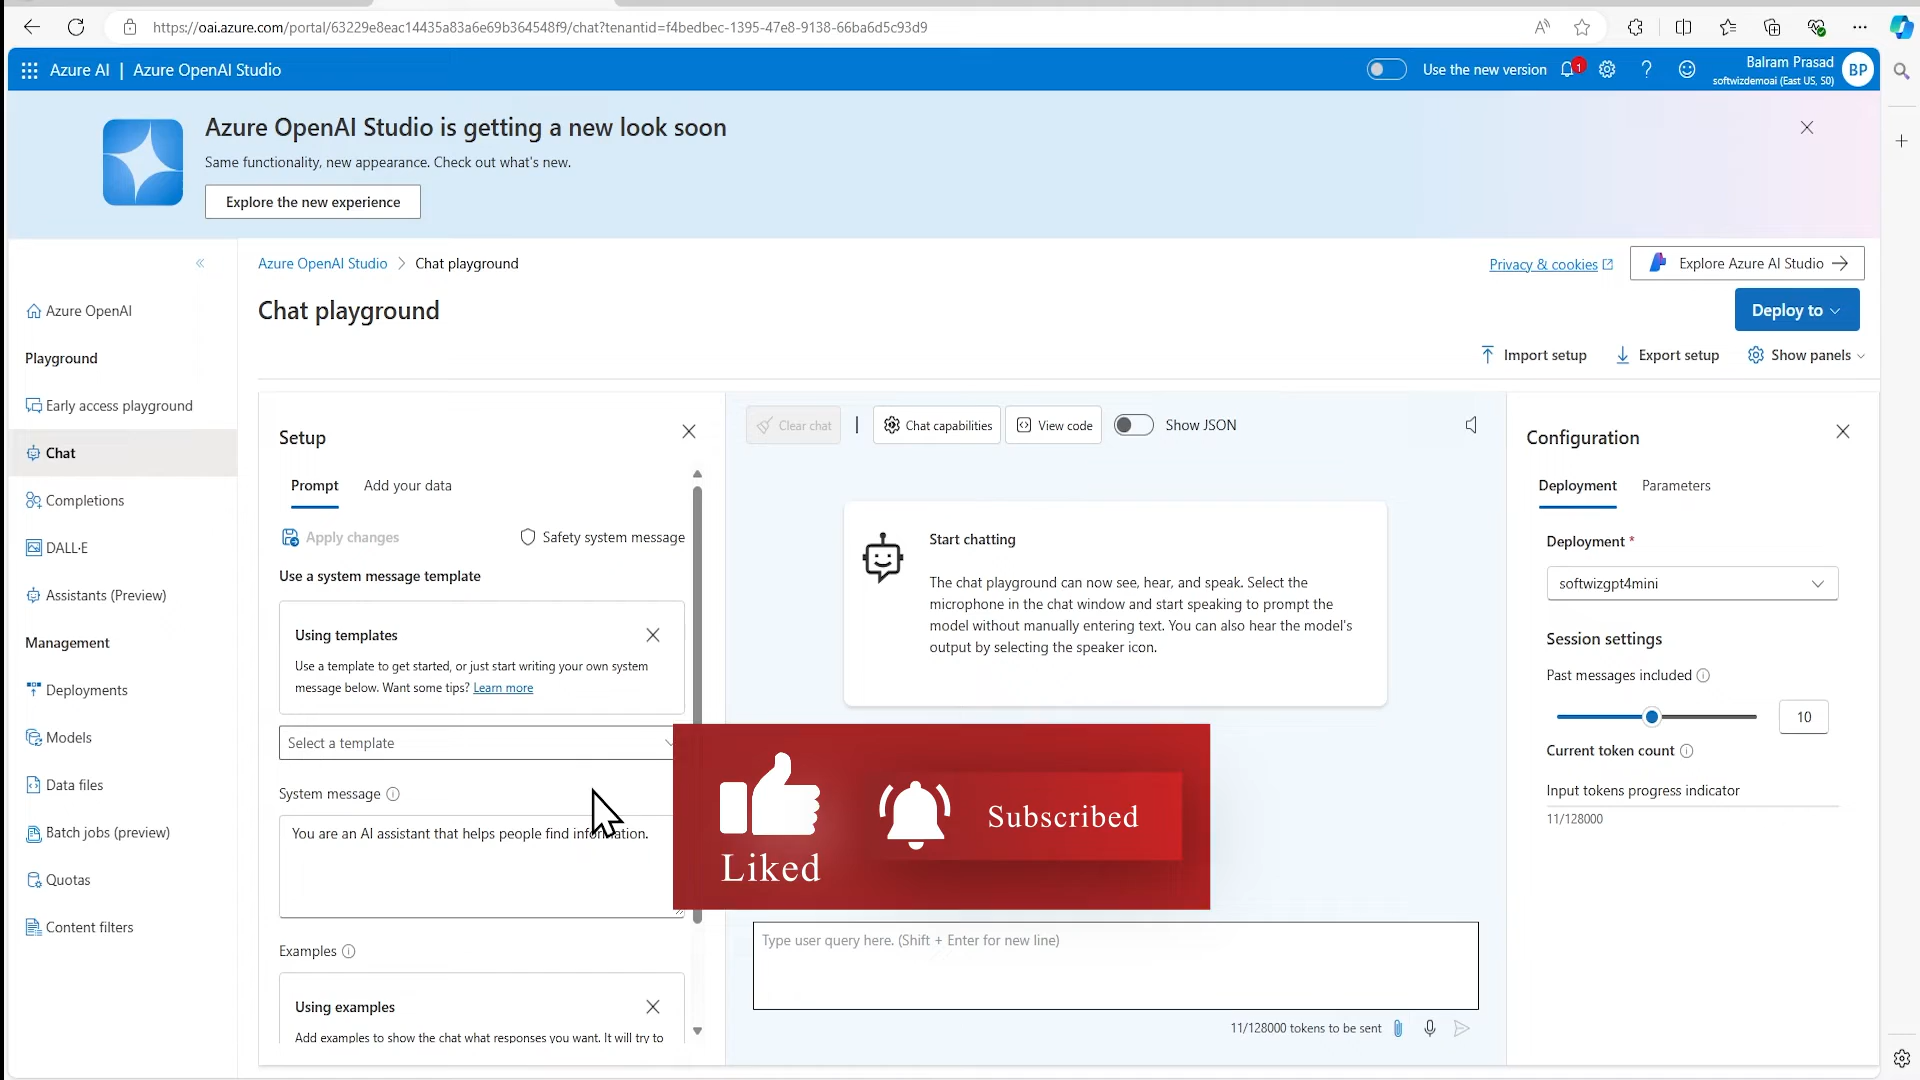 https://oai.azure.com/portal/63229e8eac14435a83a6e69b364548f9/chat?tenantid=f4bedbec-1395-47e8-9138-66ba6d5c93d9
Azure AI | Azure OpenAI Studio
Use the new version
1
Balram Prasad
softwizdemoai (East US, S0)
BP
Azure OpenAI Studio is getting a new look soon
Same functionality, new appearance. Check out what's new.
Explore the new experience
Azure OpenAI Studio > Chat playground
Privacy & cookies
Explore Azure AI Studio
Chat playground
Deploy to
Import setup
Export setup
Show panels
Azure OpenAI
Playground
Early access playground
Chat
Completions
DALL·E
Assistants (Preview)
Management
Deployments
Models
Data files
Batch jobs (preview)
Quotas
Content filters
Setup
Prompt
Add your data
Apply changes
Safety system message
Use a system message template
Using templates
Use a template to get started, or just start writing your own system
message below. Want some tips? Learn more
Select a template
System message
You are an AI assistant that helps people find information.
Examples
Using examples
Add examples to show the chat what responses you want. It will try to
Clear chat
Chat capabilities
View code
Show JSON
Start chatting
The chat playground can now see, hear, and speak. Select the
microphone in the chat window and start speaking to prompt the
model without manually entering text. You can also hear the model's
output by selecting the speaker icon.
Liked
Subscribed
Type user query here. (Shift + Enter for new line)
11/128000 tokens to be sent
Configuration
Deployment
Parameters
Deployment *
softwizgpt4mini
Session settings
Past messages included
10
Current token count
Input tokens progress indicator
11/128000